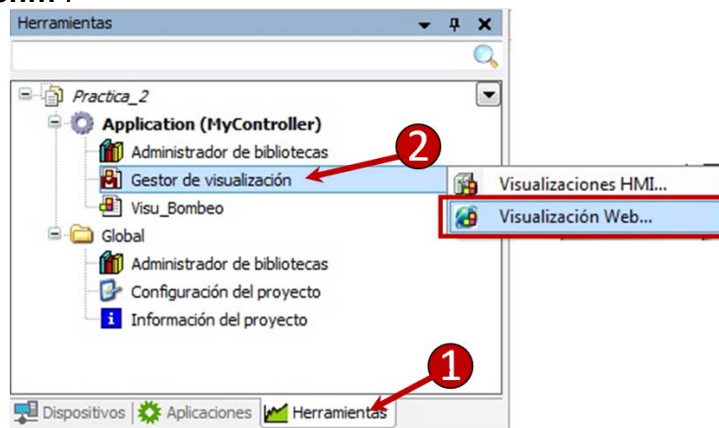 Herramientas
Practica_2
Application (MyController)
Administrador de bibliotecas
2
Gestor de visualización
Visualizaciones HMI...
Visu_Bombeo
Visualización Web...
Global
Administrador de bibliotecas
Configuración del proyecto
Información del proyecto
1
Dispositivos
Aplicaciones
Herramientas